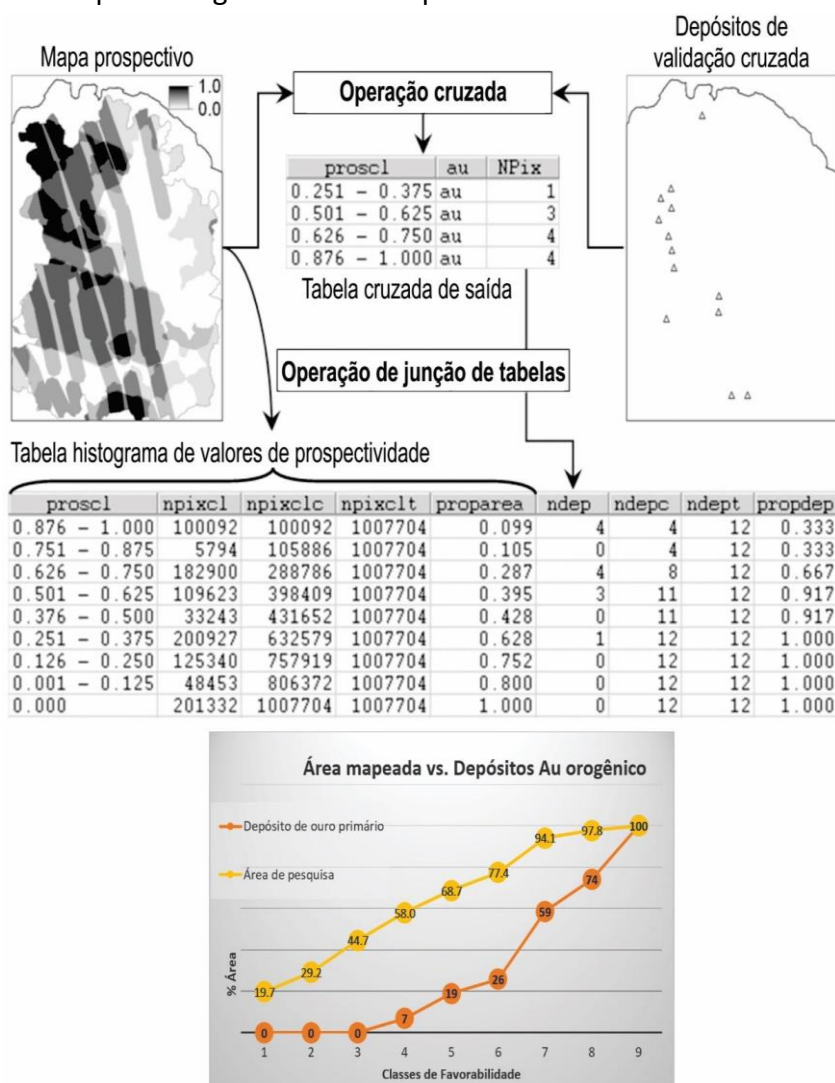 Mapa prospectivo
1.0
0.0
Operação cruzada
Depósitos de
validação cruzada
proscl au NPix
0.251 - 0.375 au 1
0.501 - 0.625 au 3
0.626 - 0.750 au 4
0.876 - 1.000 au 4
Tabela cruzada de saída
Operação de junção de tabelas
Tabela histograma de valores de prospectividade
proscl npixcl npixclc npixclt proparea ndep ndepc ndept propdep
0.876 - 1.000 100092 100092 1007704 0.099 4 4 12 0.333
0.751 - 0.875 5794 105886 1007704 0.105 0 4 12 0.333
0.626 - 0.750 182900 288786 1007704 0.287 4 8 12 0.667
0.501 - 0.625 109623 398409 1007704 0.395 3 11 12 0.917
0.376 - 0.500 33243 431652 1007704 0.428 0 11 12 0.917
0.251 - 0.375 200927 632579 1007704 0.628 1 12 12 1.000
0.126 - 0.250 125340 757919 1007704 0.752 0 12 12 1.000
0.001 - 0.125 48453 806372 1007704 0.800 0 12 12 1.000
0.000 201332 1007704 1007704 1.000 0 12 12 1.000
Área mapeada vs. Depósitos Au orogênico
Depósito de ouro primário
Área de pesquisa
% Área
19.7 29.2 44.7 58.0 68.7 77.4 94.1 97.8 100
0 0 0 7 19 26 59 74
1 2 3 4 5 6 7 8 9
Classes de Favorabilidade